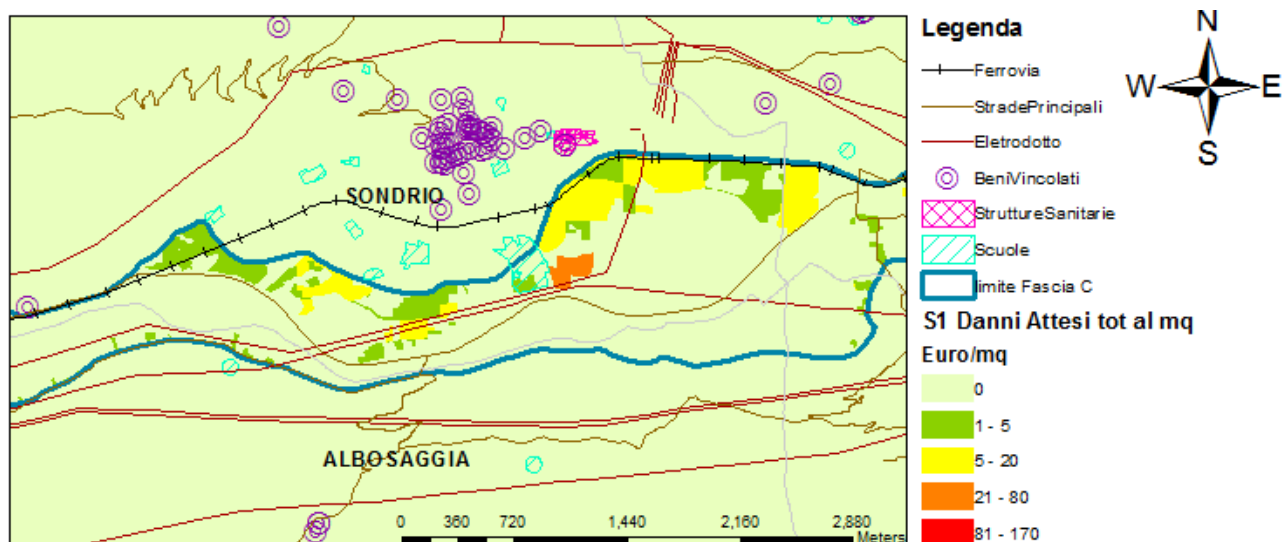 Legenda
Ferrovia
StradePrincipali
Eletrodotto
BeniVincolati
StruttureSanitarie
Scuole
limite Fascia C
S1 Danni Attesi tot al mq
Euro/mq
0
1 - 5
5 - 20
21 - 80
81 - 170
N
W E
S
SONDRIO
ALBOSAGGIA
0 360 720 1,440 2,160 2,880
Meters